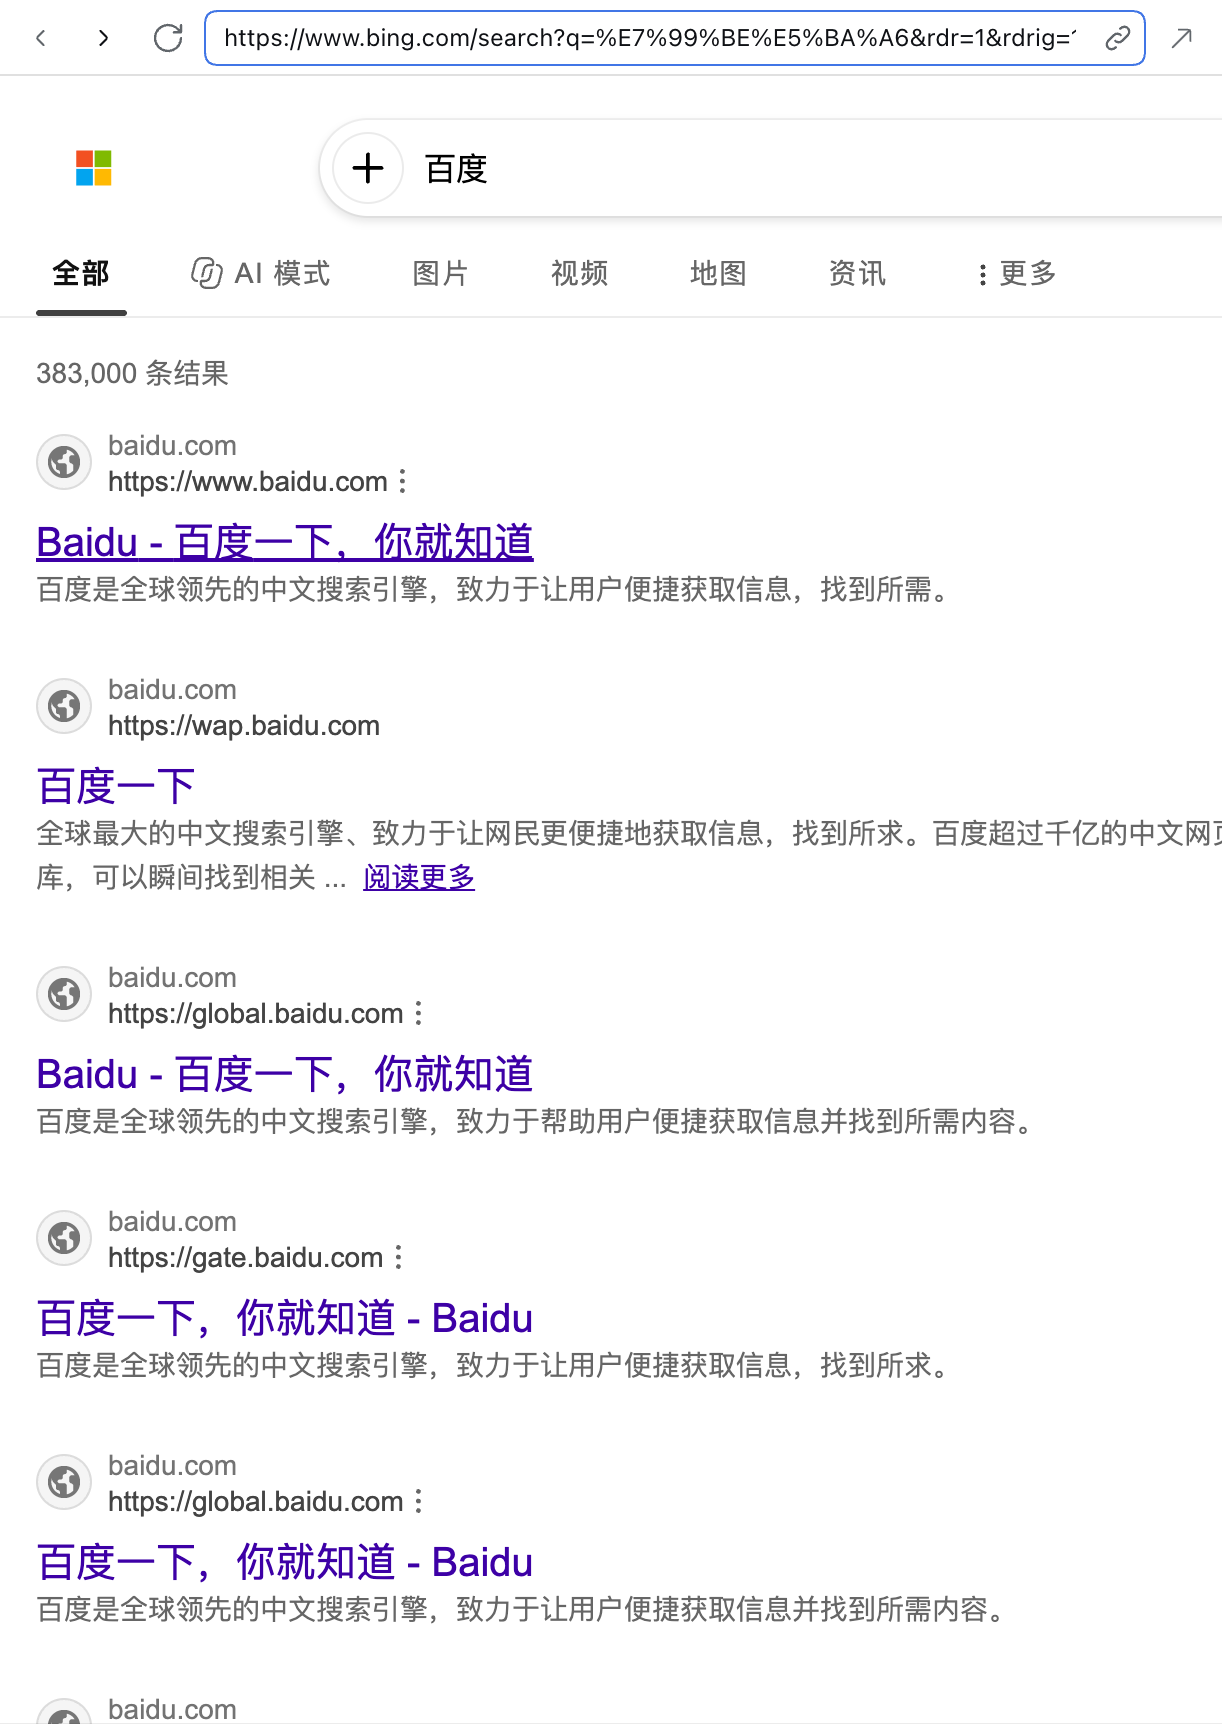 https://www.bing.com/search?q=%E7%99%BE%E5%BA%A6&rdr=1&rdrig=
百度
全部 AI 模式 图片 视频 地图 资讯 更多
383,000 条结果
baidu.com
https://www.baidu.com
Baidu - 百度一下，你就知道
百度是全球领先的中文搜索引擎，致力于让用户便捷获取信息，找到所需。
baidu.com
https://wap.baidu.com
百度一下
全球最大的中文搜索引擎、致力于让网民更便捷地获取信息，找到所求。百度超过千亿的中文网页
库，可以瞬间找到相关 ... 阅读更多
baidu.com
https://global.baidu.com
Baidu - 百度一下，你就知道
百度是全球领先的中文搜索引擎，致力于帮助用户便捷获取信息并找到所需内容。
baidu.com
https://gate.baidu.com
百度一下，你就知道 - Baidu
百度是全球领先的中文搜索引擎，致力于让用户便捷获取信息，找到所求。
baidu.com
https://global.baidu.com
百度一下，你就知道 - Baidu
百度是全球领先的中文搜索引擎，致力于让用户便捷获取信息并找到所需内容。
baidu.com